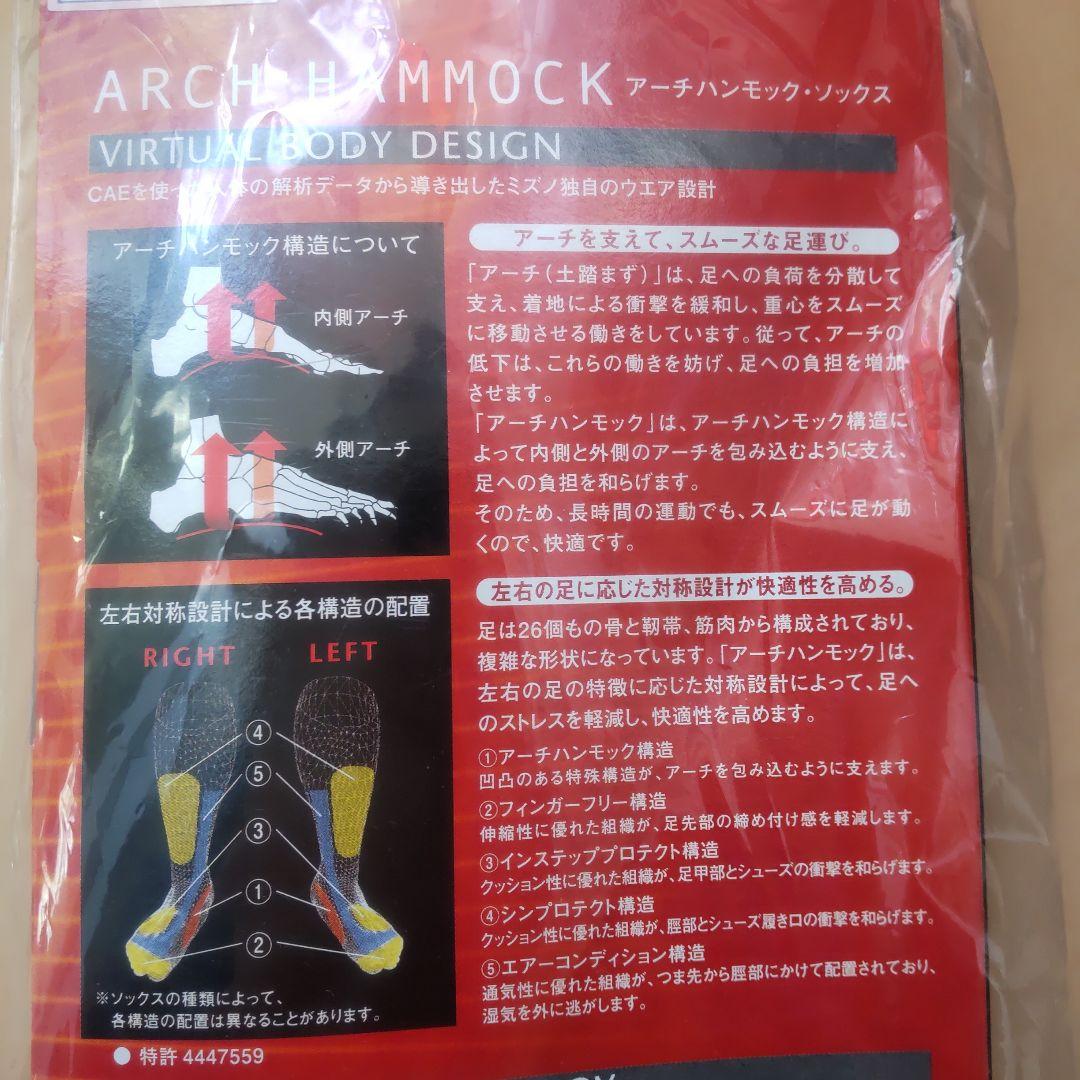 ARCH HAMMOCK アーチハンモック・ソックス
VIRTUAL BODY DESIGN
CAEを使った人体の解析データから導き出したミズノ独自のウエア設計
アーチハンモック構造について
内側アーチ
外側アーチ
アーチを支えて、スムーズな足運び。
「アーチ（土踏まず）」は、足への負荷を分散して
支え、着地による衝撃を緩和し、重心をスムーズ
に移動させる働きをしています。従って、アーチの
低下は、これらの働きを妨げ、足への負担を増加
させます。
「アーチハンモック」は、アーチハンモック構造に
よって内側と外側のアーチを包み込むように支え、
足への負担を和らげます。
そのため、長時間の運動でも、スムーズに足が動
くので、快適です。
左右対称設計による各構造の配置
RIGHT LEFT
④
⑤
③
①
②
※ソックスの種類によって、
各構造の配置は異なることがあります。
左右の足に応じた対称設計が快適性を高める。
足は26個もの骨と靭帯、筋肉から構成されており、
複雑な形状になっています。「アーチハンモック」は、
左右の足の特徴に応じた対称設計によって、足へ
のストレスを軽減し、快適性を高めます。
①アーチハンモック構造
凹凸のある特殊構造が、アーチを包み込むように支えます。
②フィンガーフリー構造
伸縮性に優れた組織が、足先部の締め付け感を軽減します。
③インステッププロテクト構造
クッション性に優れた組織が、足甲部とシューズの衝撃を和らげます。
④シンプロテクト構造
クッション性に優れた組織が、脛部とシューズ履き口の衝撃を和らげます。
⑤エアーコンディション構造
通気性に優れた組織が、つま先から脛部にかけて配置されており、
湿気を外に逃がします。
● 特許 4447559